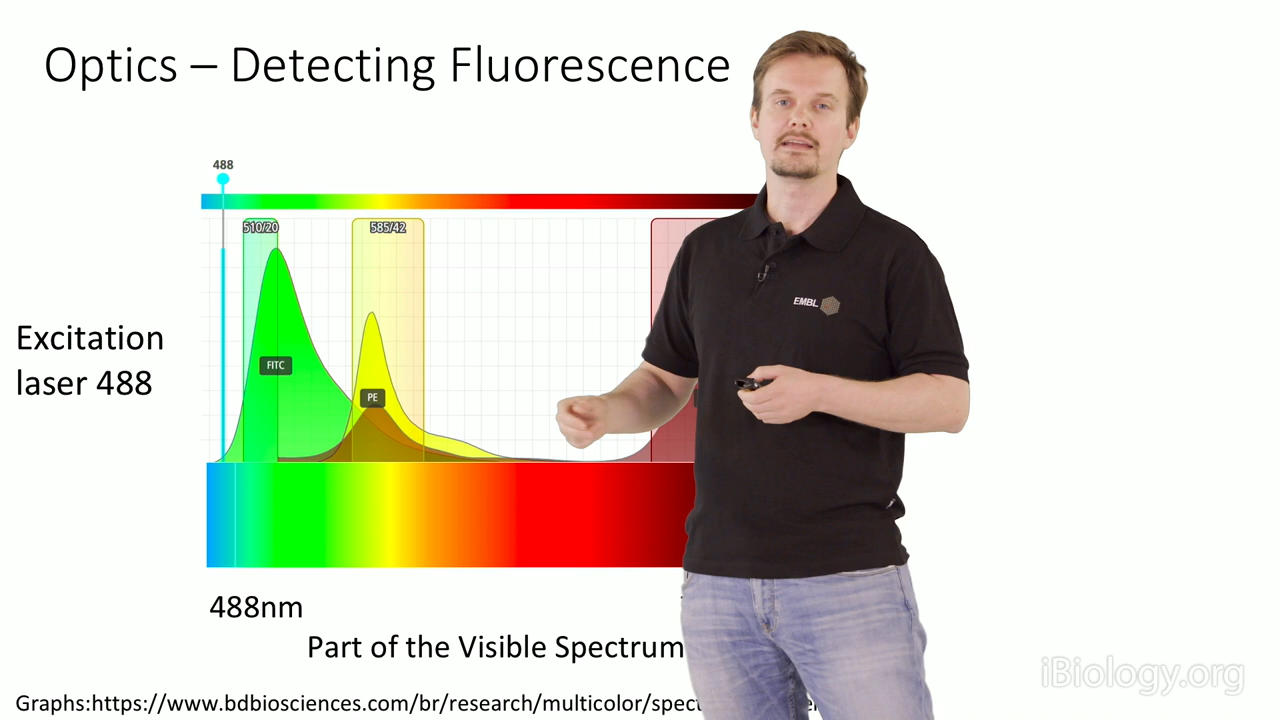 Optics – Detecting Fluorescence
488
510/20
585/42
FITC
PE
Excitation
laser 488
EMBL
488nm
Part of the Visible Spectrum
Graphs:https://www.bdbiosciences.com/br/research/multicolor/spect
iBiology.org